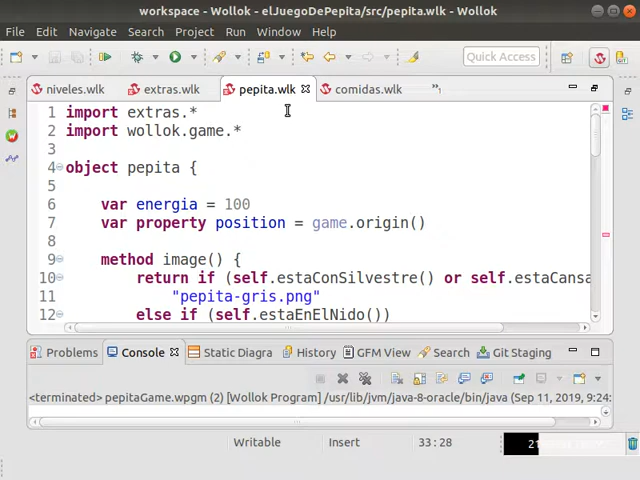 workspace - Wollok - elJuegoDePepita/src/pepita.wlk - Wollok
File Edit Navigate Search Project Run Window Help
Quick Access
niveles.wlk extras.wlk pepita.wlk comidas.wlk
1 import extras.*
2 import wollok.game.*
3
4 object pepita {
5
6 var energia = 100
7 var property position = game.origin()
8
9 method image() {
10 return if (self.estaConSilvestre() or self.estaCansa
11 "pepita-gris.png"
12 else if (self.estaEnElNido())
Problems Console Static Diagra History GFM View Search Git Staging
<terminated> pepitaGame.wpgm (2) [Wollok Program] /usr/lib/jvm/java-8-oracle/bin/java (Sep 11, 2019, 9:24:
Writable Insert 33 : 28